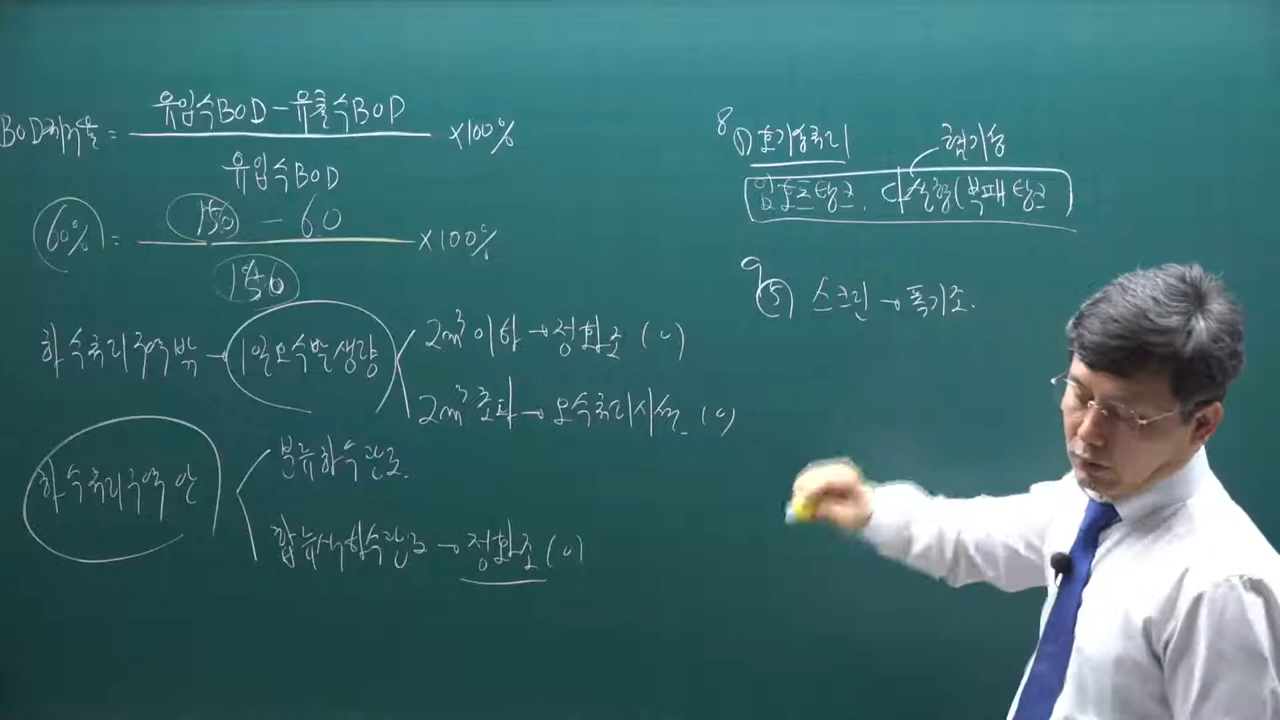 BOD제거율 = 유입수BOD - 유출수BOD / 유입수BOD ×100%
60% = 150 - 60 / 150 ×100%
하수처리구역 밖 → 1일오수발생량
2m³ 이하 → 정화조 (○)
2m³ 초과 → 오수처리시설 (○)
하수처리구역 안
분류하수관로
합류식하수관로 → 정화조 (○)
8 ① 호기성처리
혐기성
임호프탱크.
(부패탱크)
9 ⑤ 스크린 → 폭기조.